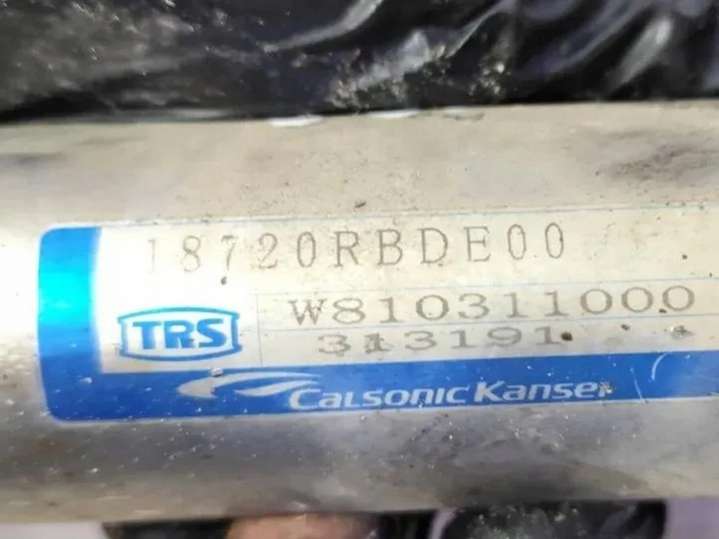 18720RBDE00
W810311000
TRS
313191
Calsonic Kansei